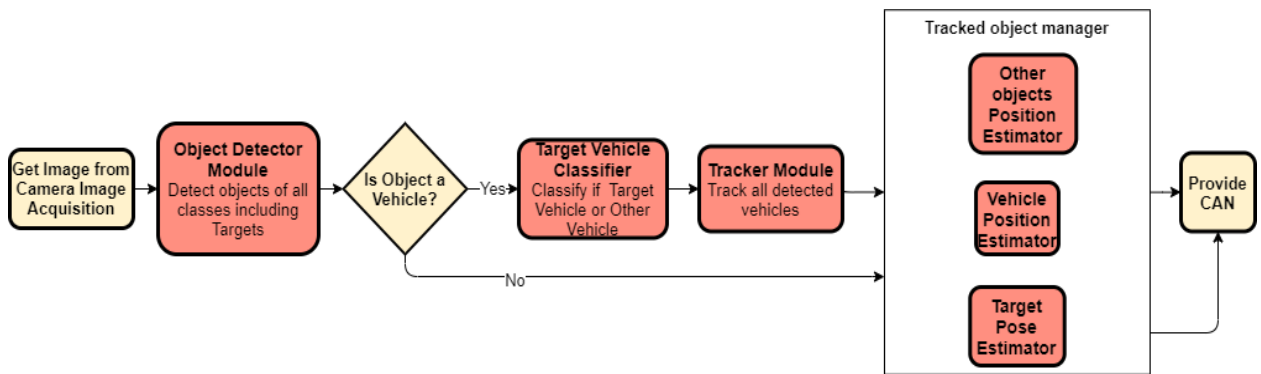 Get Image from
Camera Image
Acquisition
Object Detector
Module
Detect objects of all
classes including
Targets
Is Object a
Vehicle?
Yes
No
Target Vehicle
Classifier
Classify if Target
Vehicle or Other
Vehicle
Tracker Module
Track all detected
vehicles
Tracked object manager
Other
objects
Position
Estimator
Vehicle
Position
Estimator
Target
Pose
Estimator
Provide
CAN